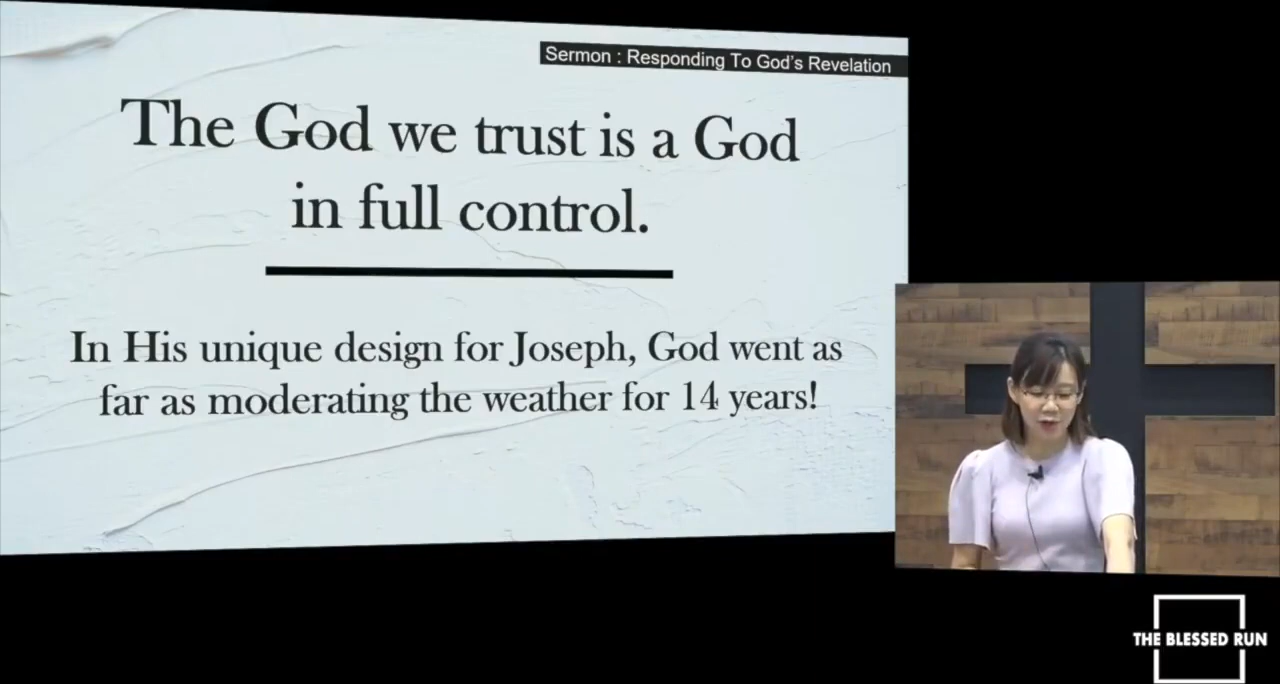 Sermon : Responding To God's Revelation
The God we trust is a God
in full control.
In His unique design for Joseph, God went as
far as moderating the weather for 14 years!
THE BLESSED RUN